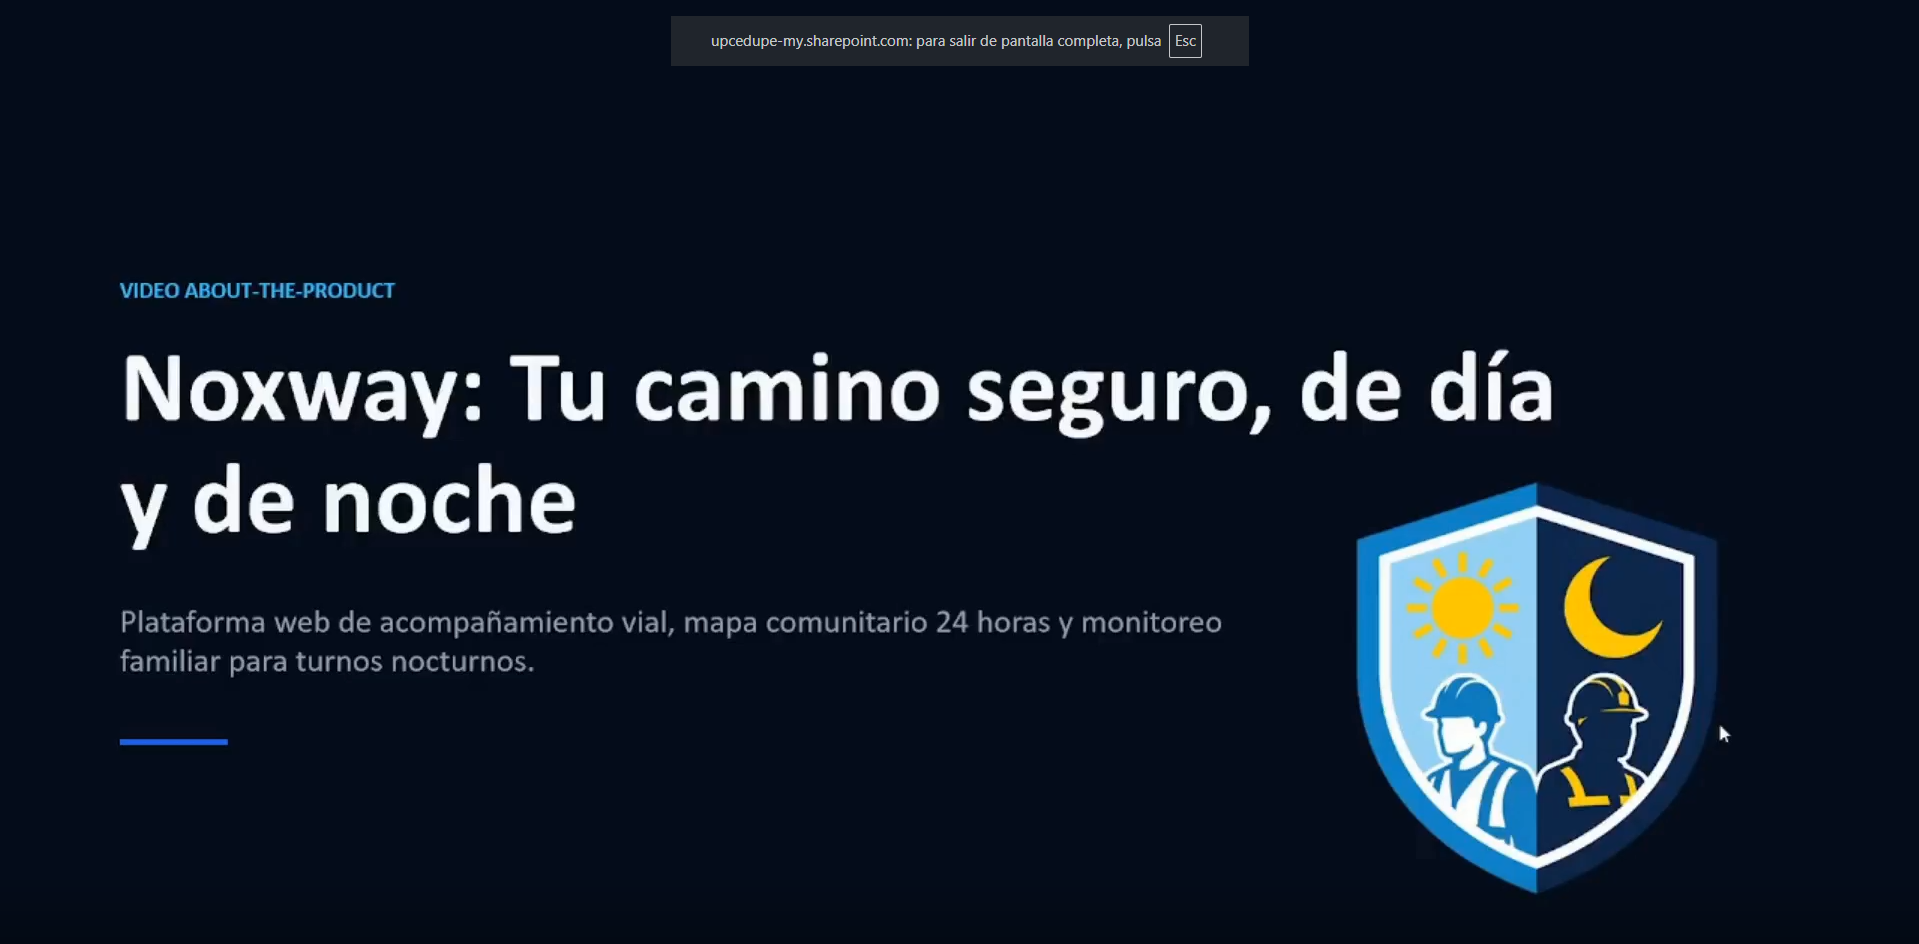 upcedupe-my.sharepoint.com: para salir de pantalla completa, pulsa Esc
VIDEO ABOUT-THE-PRODUCT
Noxway: Tu camino seguro, de día
y de noche
Plataforma web de acompañamiento vial, mapa comunitario 24 horas y monitoreo
familiar para turnos nocturnos.